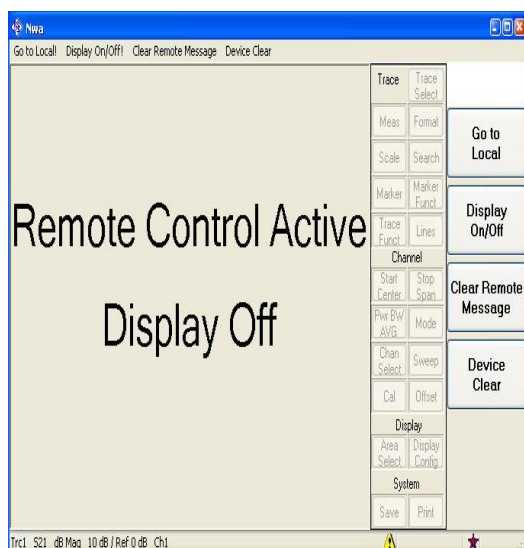 Nwa
Go to Local! Display On/Off! Clear Remote Message Device Clear
Remote Control Active
Display Off
Trace
Trace Select
Meas
Format
Scale
Search
Marker
Marker Funct
Trace Funct
Lines
Channel
Start Center
Stop Span
Pwr BW AVG
Mode
Chan Select
Sweep
Cal
Offset
Display
Area Select
Display Config
System
Save
Print
Go to
Local
Display
On/Off
Clear Remote
Message
Device
Clear
Trc1 S21 dB Mag 10 dB / Ref 0 dB Ch1